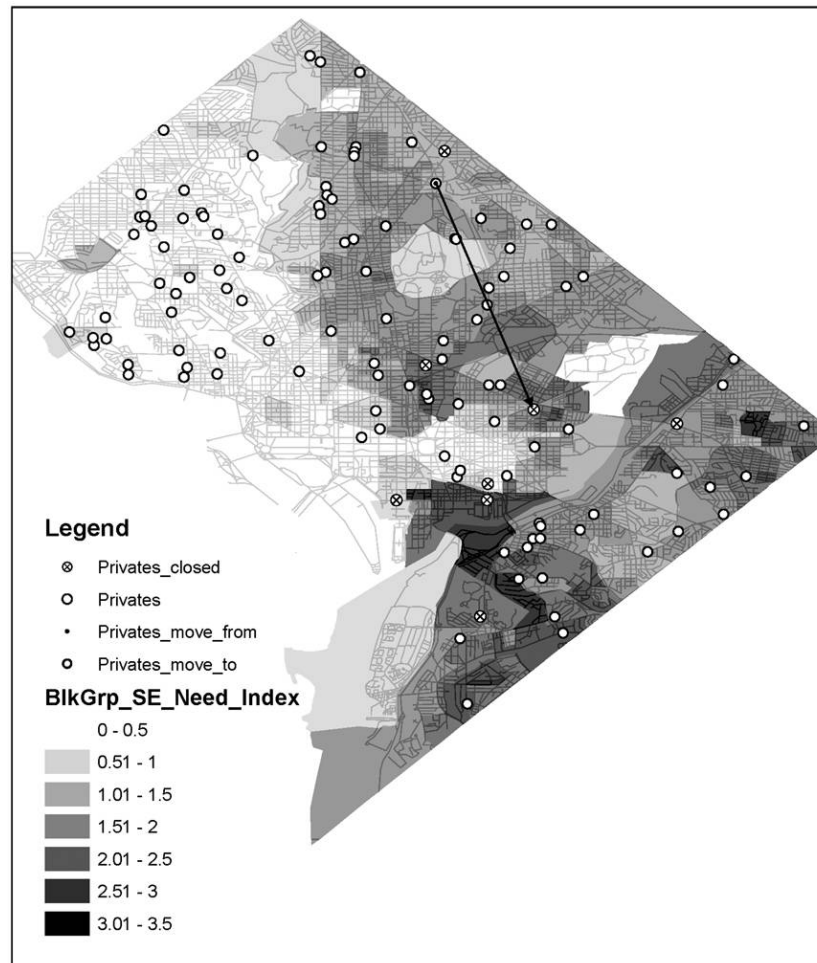 Legend
Privates_closed
Privates
Privates_move_from
Privates_move_to
BlkGrp_SE_Need_Index
0 - 0.5
0.51 - 1
1.01 - 1.5
1.51 - 2
2.01 - 2.5
2.51 - 3
3.01 - 3.5